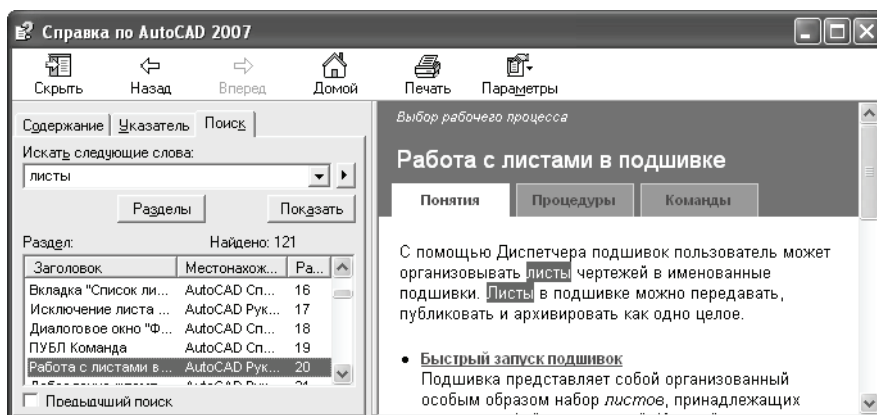 Справка по AutoCAD 2007
Скрыть Назад Вперед Домой Печать Параметры
Содержание Указатель Поиск
Искать следующие слова:
листы
Разделы Показать
Раздел: Найдено: 121
Заголовок Местонахож... Ра...
Вкладка "Список ли... AutoCAD Сп... 16
Исключение листа ... AutoCAD Рук... 17
Диалоговое окно "Ф... AutoCAD Сп... 18
ПУБЛ Команда AutoCAD Сп... 19
Работа с листами в... AutoCAD Рук... 20
Предыдущий поиск
Выбор рабочего процесса
Работа с листами в подшивке
Понятия Процедуры Команды
С помощью Диспетчера подшивок пользователь может
организовывать листы чертежей в именованные
подшивки. Листы в подшивке можно передавать,
публиковать и архивировать как одно целое.
• Быстрый запуск подшивок
Подшивка представляет собой организованный
особым образом набор листов, принадлежащих